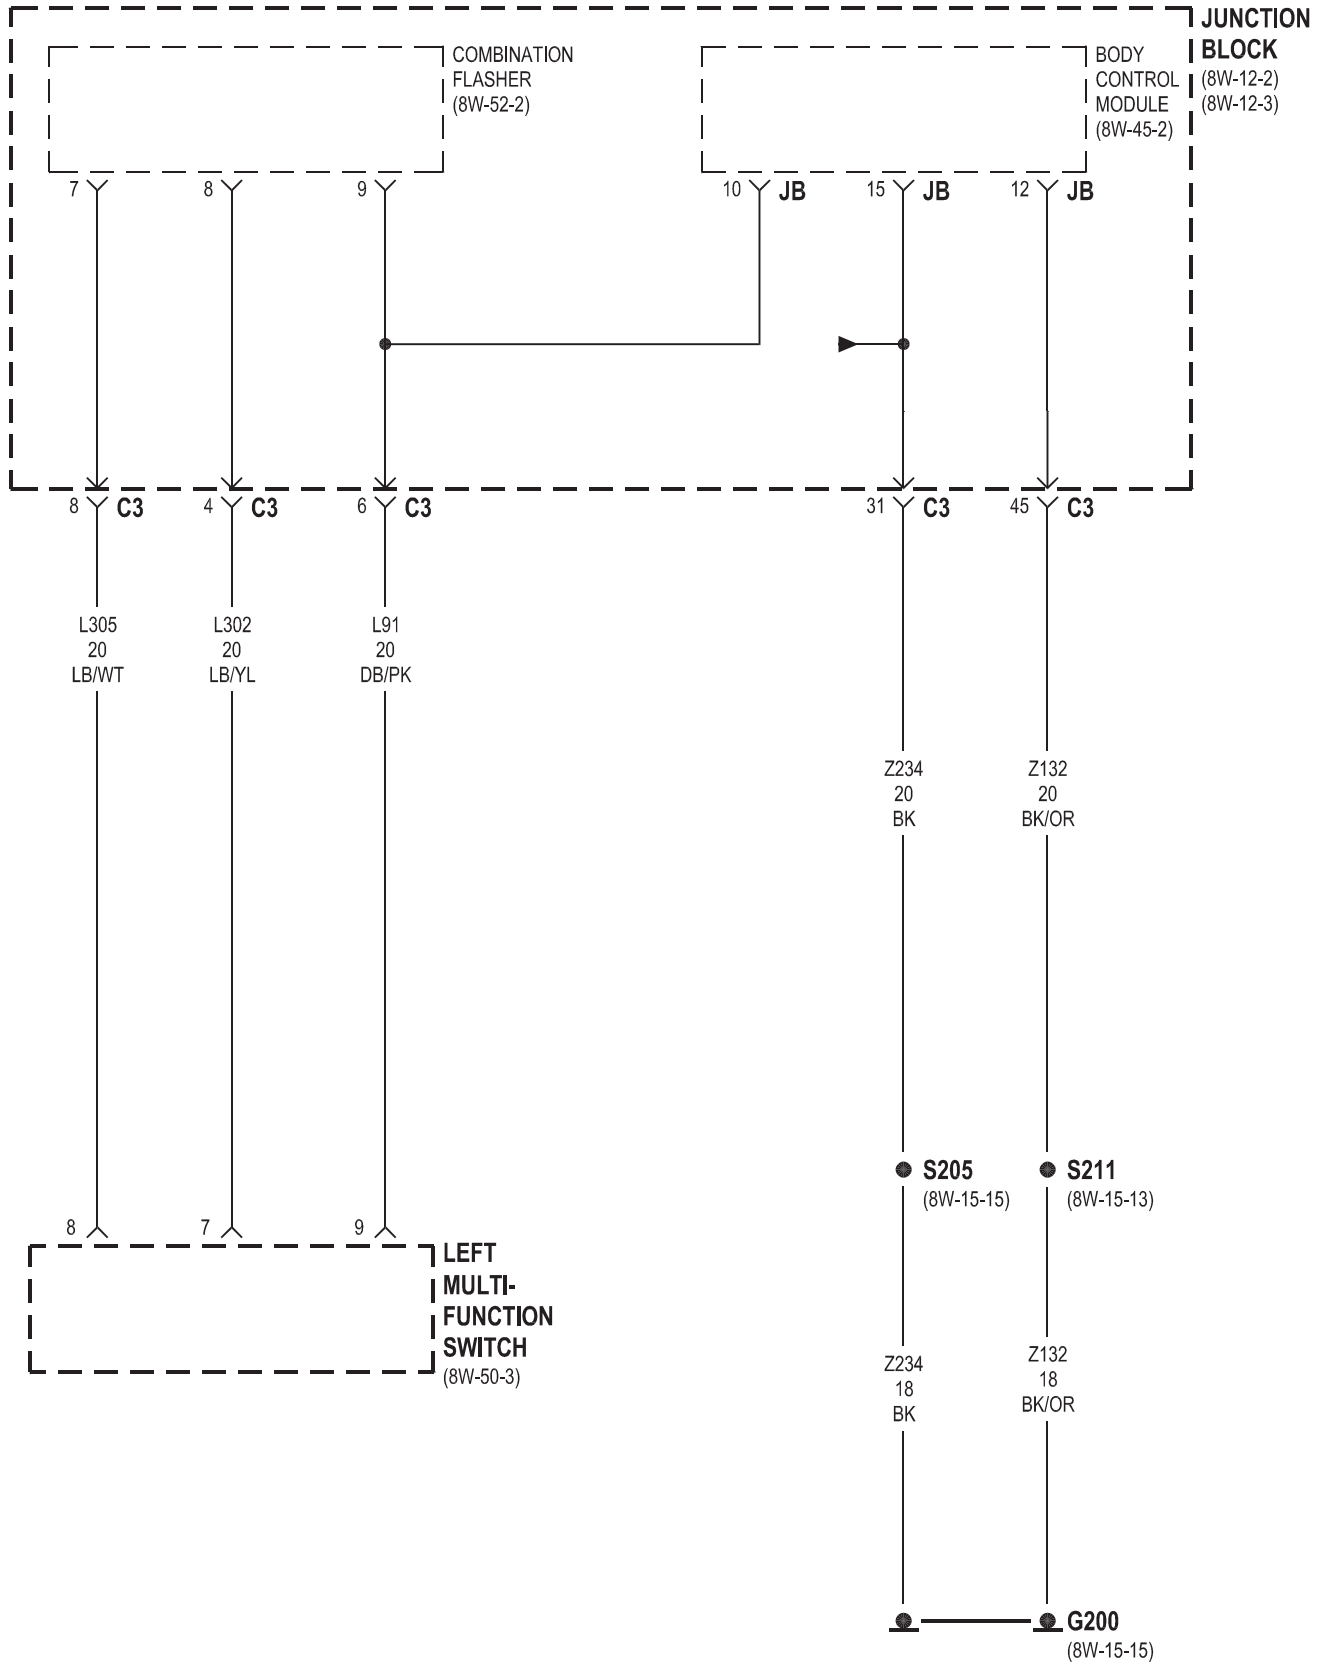 JUNCTION
BLOCK
(8W-12-2)
(8W-12-3)
COMBINATION
FLASHER
(8W-52-2)
BODY
CONTROL
MODULE
(8W-45-2)
7
8
9
10 JB
15 JB
12 JB
8 C3
4 C3
6 C3
31 C3
45 C3
L305
20
LB/WT
L302
20
LB/YL
L91
20
DB/PK
Z234
20
BK
Z132
20
BK/OR
S205
(8W-15-15)
S211
(8W-15-13)
8
7
9
LEFT
MULTI-
FUNCTION
SWITCH
(8W-50-3)
Z234
18
BK
Z132
18
BK/OR
G200
(8W-15-15)